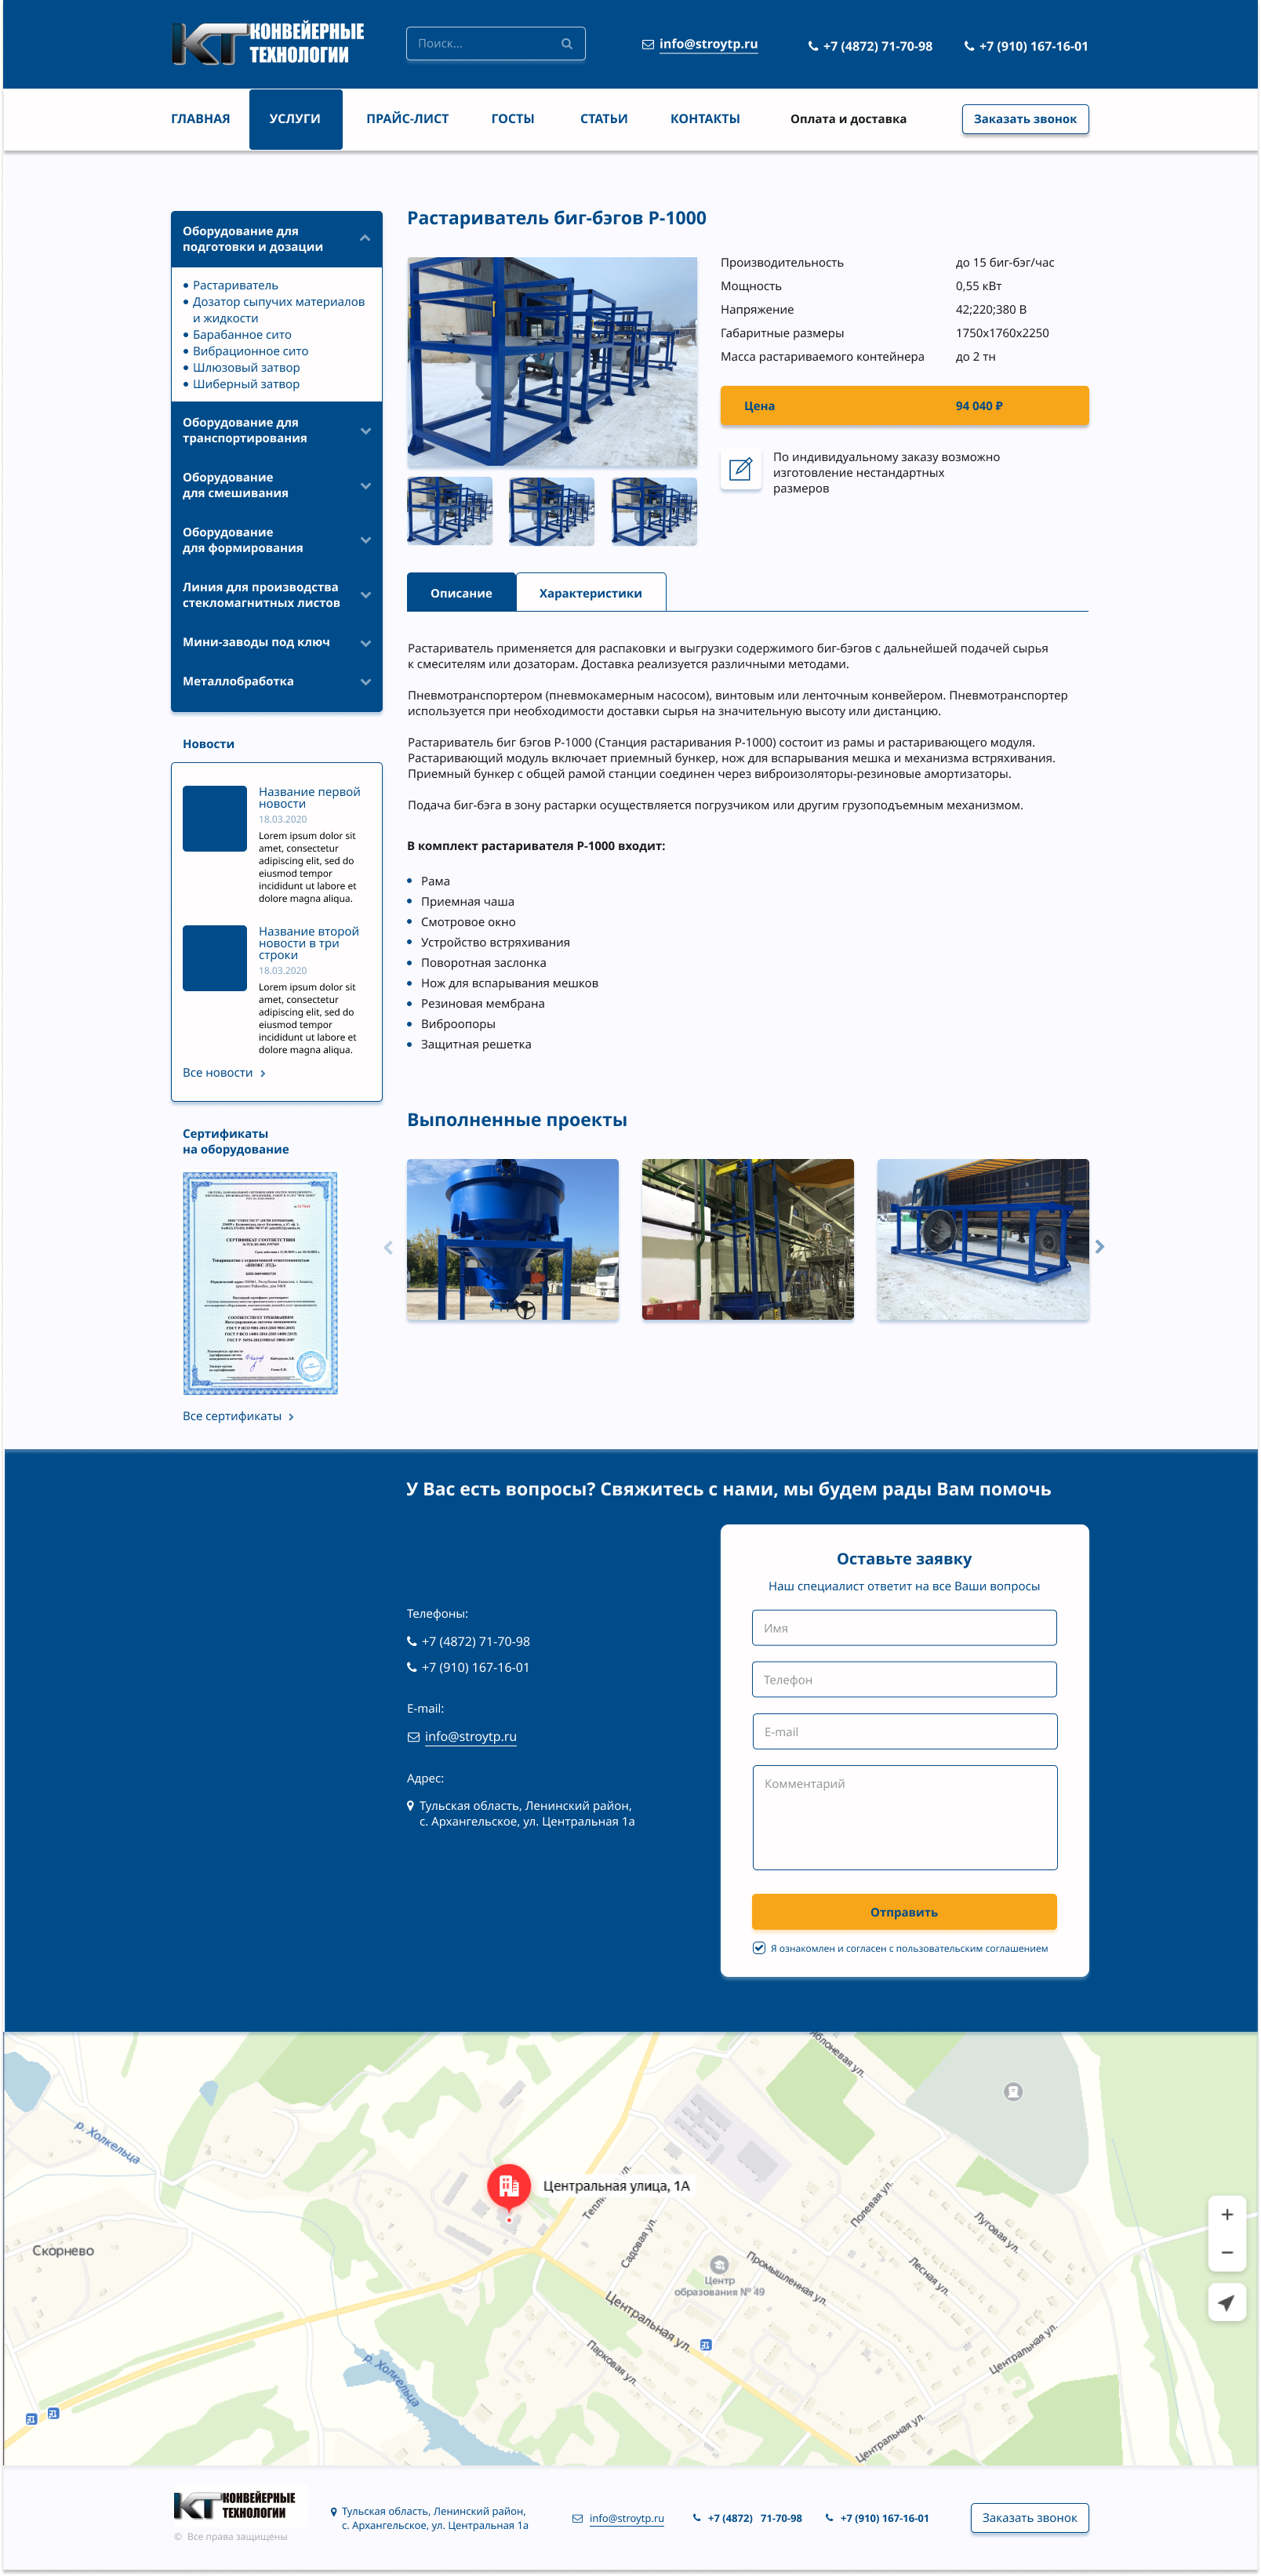 КТ КОНВЕЙЕРНЫЕ
ТЕХНОЛОГИИ
Поиск...
info@stroytp.ru
+7 (4872) 71-70-98
+7 (910) 167-16-01
ГЛАВНАЯ
УСЛУГИ
ПРАЙС-ЛИСТ
ГОСТЫ
СТАТЬИ
КОНТАКТЫ
Оплата и доставка
Заказать звонок
Оборудование для
подготовки и дозации
Растариватель
Дозатор сыпучих материалов
и жидкости
Барабанное сито
Вибрационное сито
Шлюзовый затвор
Шиберный затвор
Оборудование для
транспортирования
Оборудование
для смешивания
Оборудование
для формирования
Линия для производства
стекломагнитных листов
Мини-заводы под ключ
Металлобработка
Новости
Название первой
новости
18.03.2020
Lorem ipsum dolor sit
amet, consectetur
adipiscing elit, sed do
eiusmod tempor
incididunt ut labore et
dolore magna aliqua.
Название второй
новости в три
строки
18.03.2020
Lorem ipsum dolor sit
amet, consectetur
adipiscing elit, sed do
eiusmod tempor
incididunt ut labore et
dolore magna aliqua.
Все новости
Сертификаты
на оборудование
СЕРТИФИКАТ СООТВЕТСТВИЯ
Все сертификаты
Растариватель биг-бэгов Р-1000
Производительность до 15 биг-бэг/час
Мощность 0,55 кВт
Напряжение 42;220;380 В
Габаритные размеры 1750х1760х2250
Масса растариваемого контейнера до 2 тн
Цена 94 040 ₽
По индивидуальному заказу возможно
изготовление нестандартных
размеров
Описание
Характеристики
Растариватель применяется для распаковки и выгрузки содержимого биг-бэгов с дальнейшей подачей сырья
к смесителям или дозаторам. Доставка реализуется различными методами.
Пневмотранспортером (пневмокамерным насосом), винтовым или ленточным конвейером. Пневмотранспортер
используется при необходимости доставки сырья на значительную высоту или дистанцию.
Растариватель биг бэгов Р-1000 (Станция растаривания Р-1000) состоит из рамы и растаривающего модуля.
Растаривающий модуль включает приемный бункер, нож для вспарывания мешка и механизма встряхивания.
Приемный бункер с общей рамой станции соединен через виброизоляторы-резиновые амортизаторы.
Подача биг-бэга в зону растарки осуществляется погрузчиком или другим грузоподъемным механизмом.
В комплект растаривателя Р-1000 входит:
Рама
Приемная чаша
Смотровое окно
Устройство встряхивания
Поворотная заслонка
Нож для вспарывания мешков
Резиновая мембрана
Виброопоры
Защитная решетка
Выполненные проекты
У Вас есть вопросы? Свяжитесь с нами, мы будем рады Вам помочь
Телефоны:
+7 (4872) 71-70-98
+7 (910) 167-16-01
E-mail:
info@stroytp.ru
Адрес:
Тульская область, Ленинский район,
с. Архангельское, ул. Центральная 1а
Оставьте заявку
Наш специалист ответит на все Ваши вопросы
Имя
Телефон
E-mail
Комментарий
Отправить
Я ознакомлен и согласен с пользовательским соглашением
р. Холкельца
Скорнево
Центральная улица, 1А
Садовая ул.
Полевая ул.
Луговая ул.
Лесная ул.
Промышленная ул.
Центр
образования № 49
Центральная ул.
Парковая ул.
Центральная ул.
Центральная ул.
р. Холкельца
КТ КОНВЕЙЕРНЫЕ
ТЕХНОЛОГИИ
© Все права защищены
Тульская область, Ленинский район,
с. Архангельское, ул. Центральная 1а
info@stroytp.ru
+7 (4872) 71-70-98
+7 (910) 167-16-01
Заказать звонок